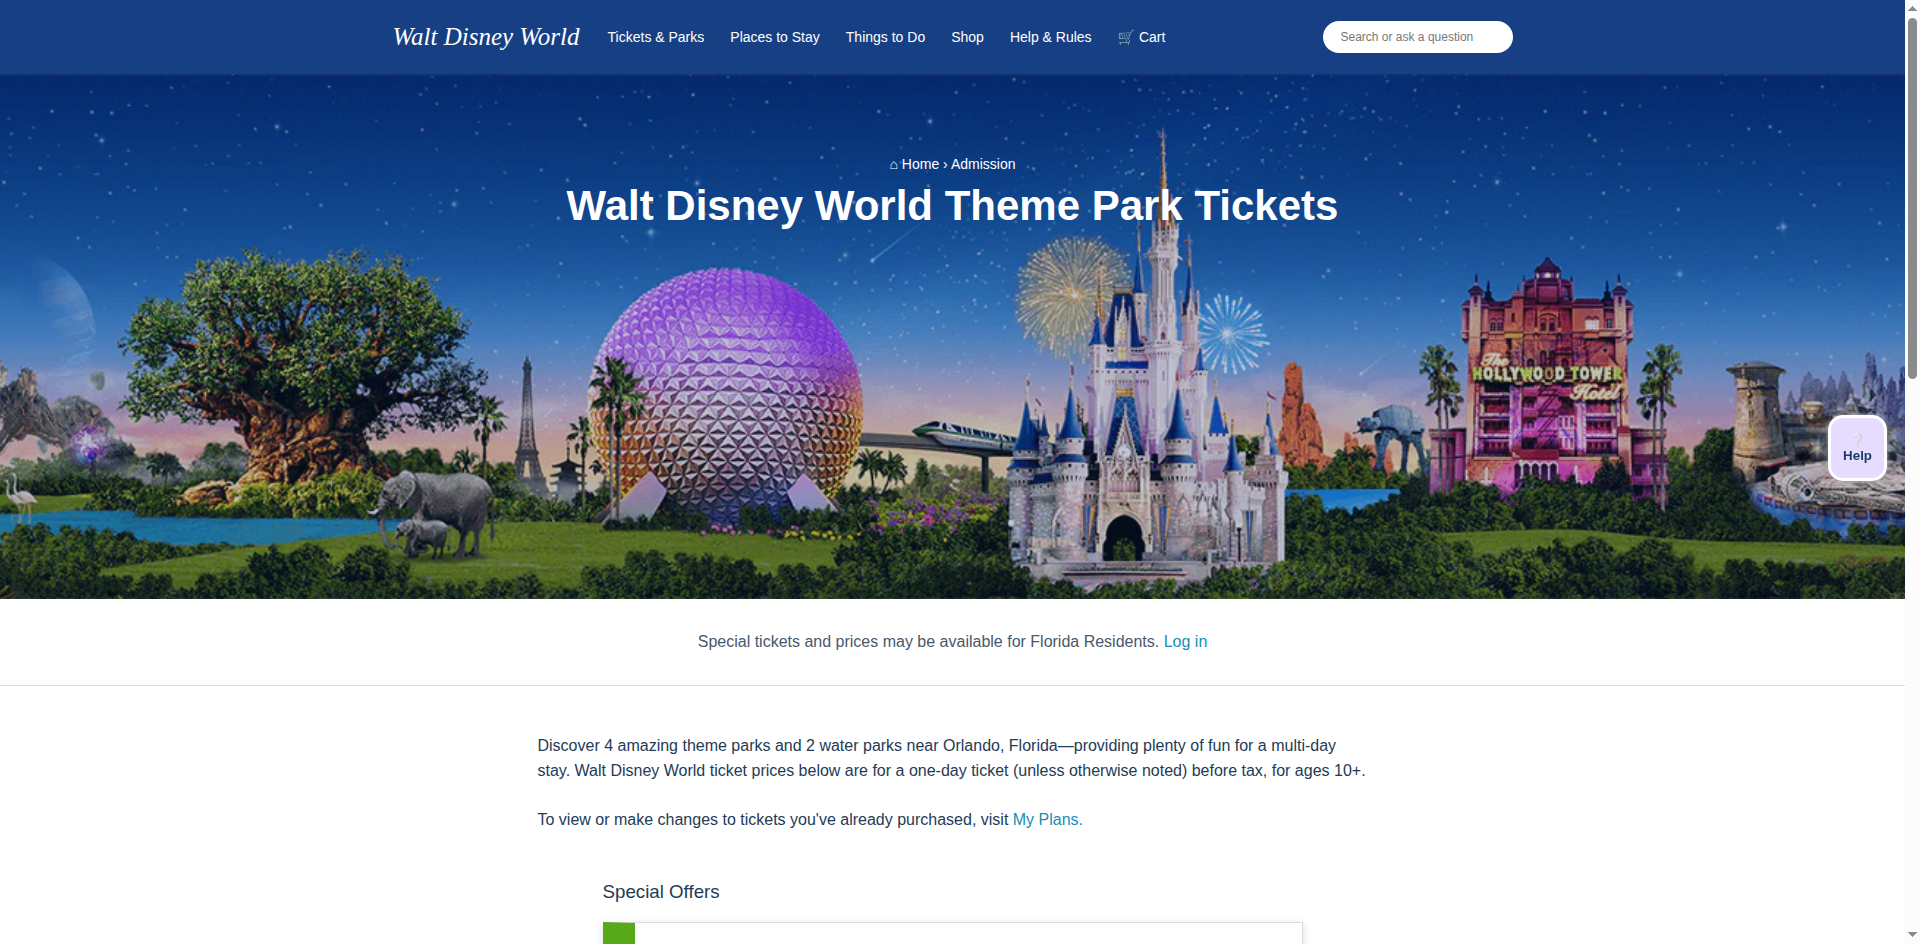 Walt Disney World
Tickets & Parks
Places to Stay
Things to Do
Shop
Help & Rules
Cart
Search or ask a question
Home › Admission
Walt Disney World Theme Park Tickets
The
HOLLYWOOD TOWER
Hotel
Help
Special tickets and prices may be available for Florida Residents. Log in
Discover 4 amazing theme parks and 2 water parks near Orlando, Florida—providing plenty of fun for a multi-day
stay. Walt Disney World ticket prices below are for a one-day ticket (unless otherwise noted) before tax, for ages 10+.
To view or make changes to tickets you've already purchased, visit My Plans.
Special Offers